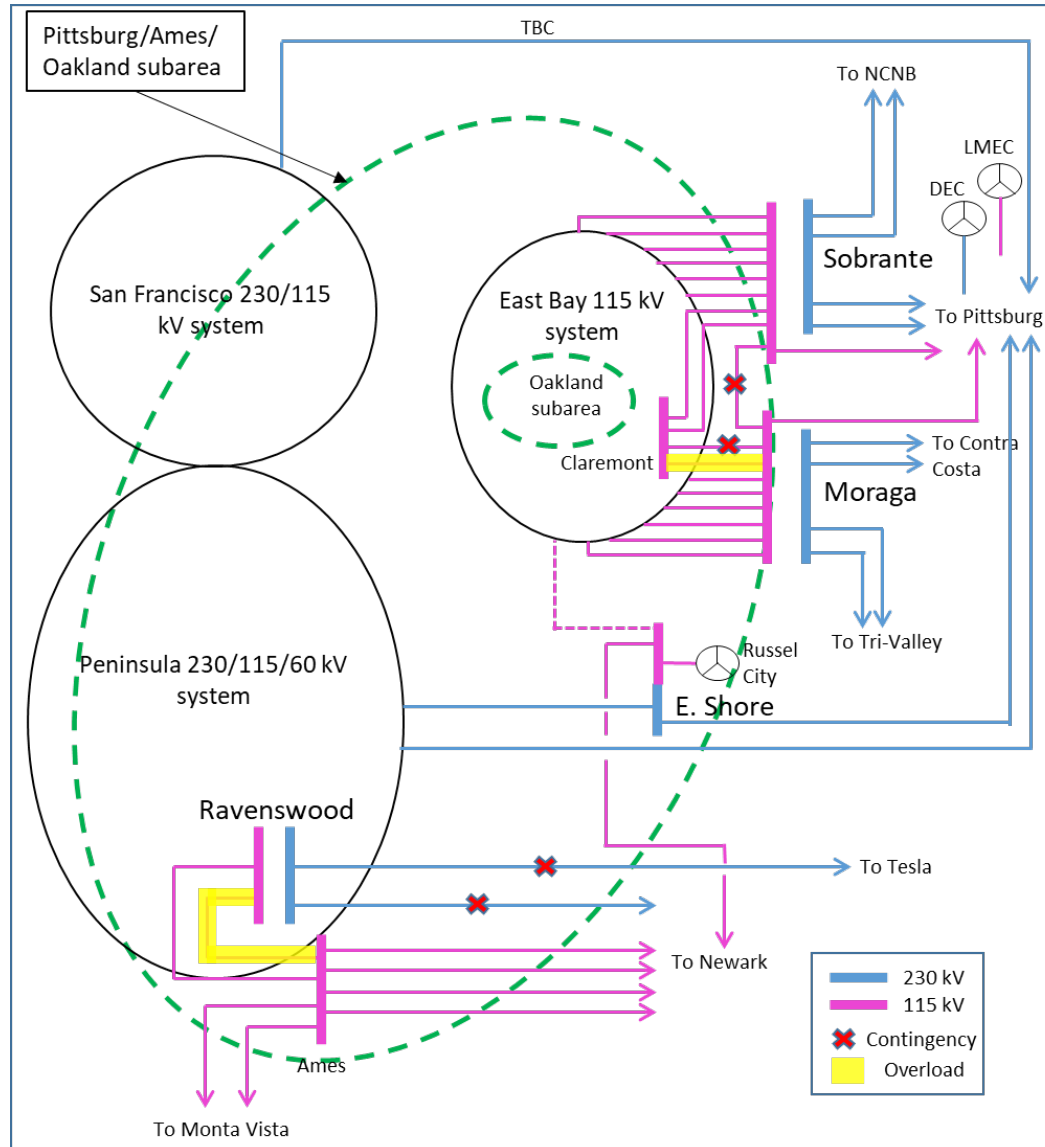 Pittsburg/Ames/
Oakland subarea
TBC
To NCNB
LMEC
DEC
Sobrante
San Francisco 230/115
kV system
East Bay 115 kV
system
To Pittsburg
Oakland
subarea
Claremont
To Contra
Costa
Moraga
To Tri-Valley
Peninsula 230/115/60 kV
system
Russel
City
E. Shore
Ravenswood
To Tesla
To Newark
Ames
To Monta Vista
230 kV
115 kV
Contingency
Overload